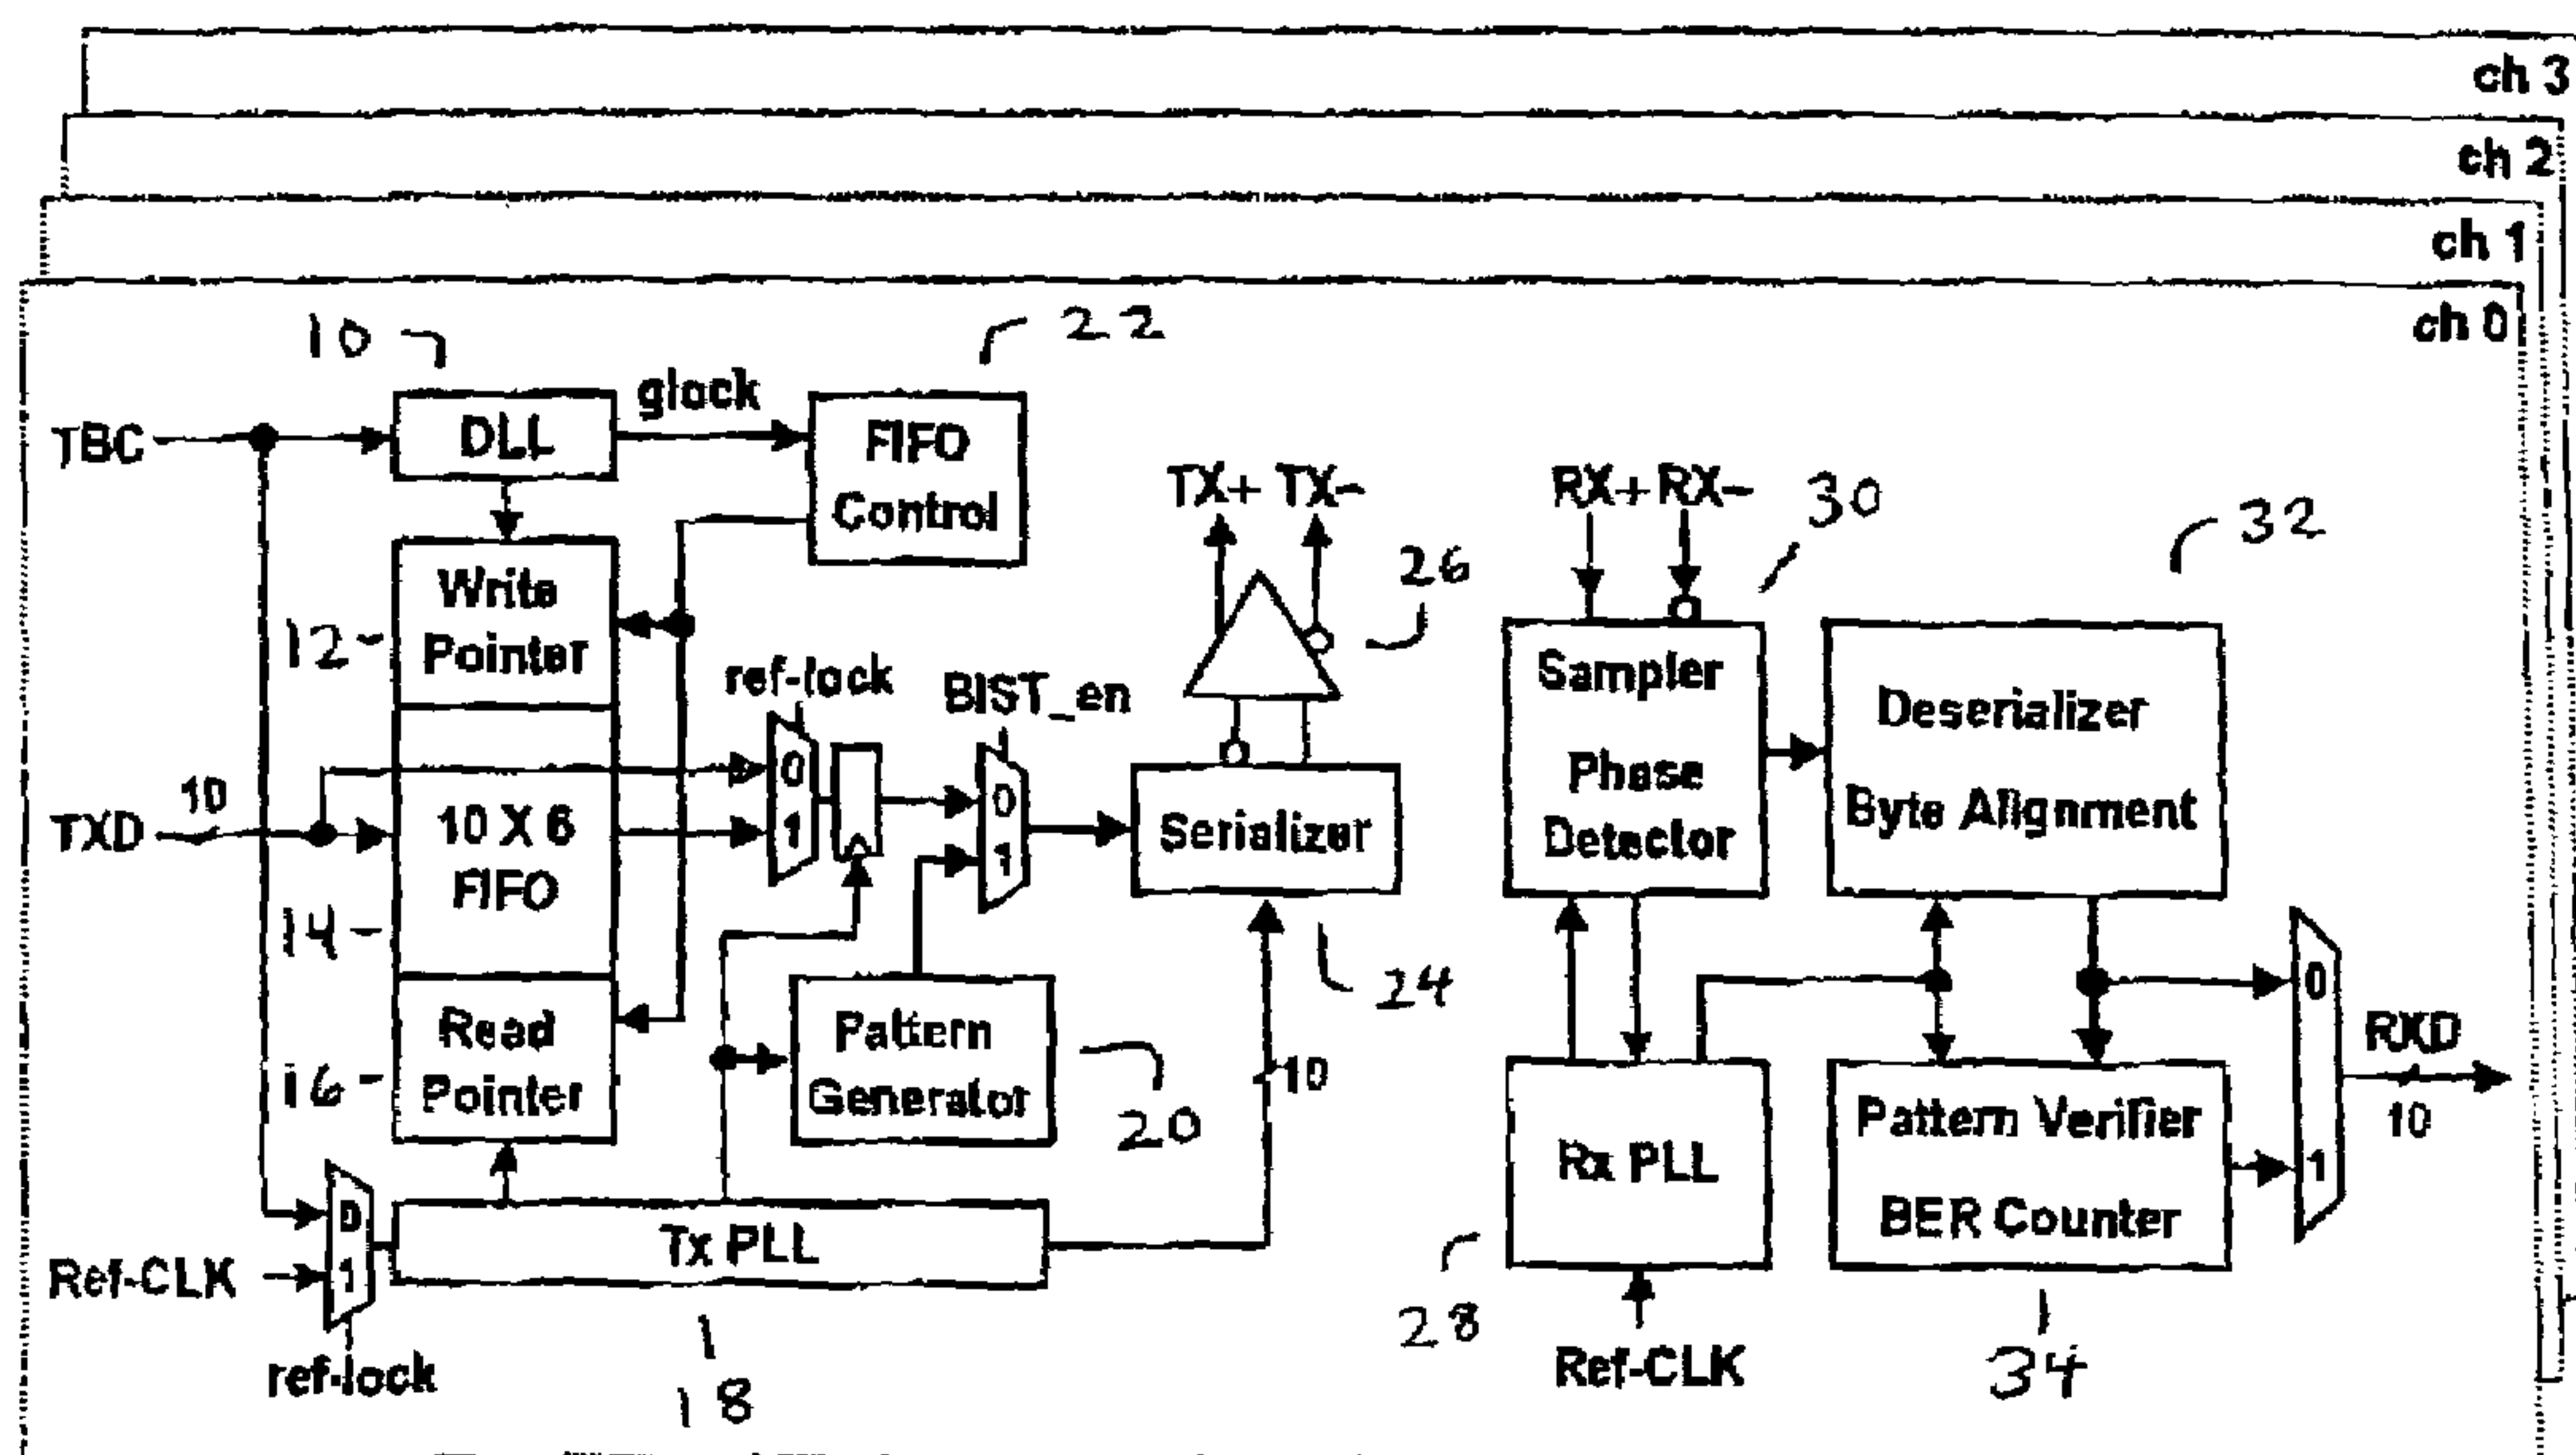 ch 3
ch 2
ch 1
ch 0
10
22
TBC
DLL
glock
FIFO
Control
TX+ TX-
RX+ RX-
30
32
26
12
Write
Pointer
ref-lock
BIST_en
Sampler
Phase
Detector
Deserializer
Byte Alignment
TXD
10
10 X 6
FIFO
0
1
0
1
Serializer
14
24
16
Read
Pointer
Pattern
Generator
20
10
Rx PLL
Pattern Verifier
BER Counter
0
1
RXD
10
Ref-CLK
0
1
Tx PLL
ref-lock
18
28
Ref-CLK
34